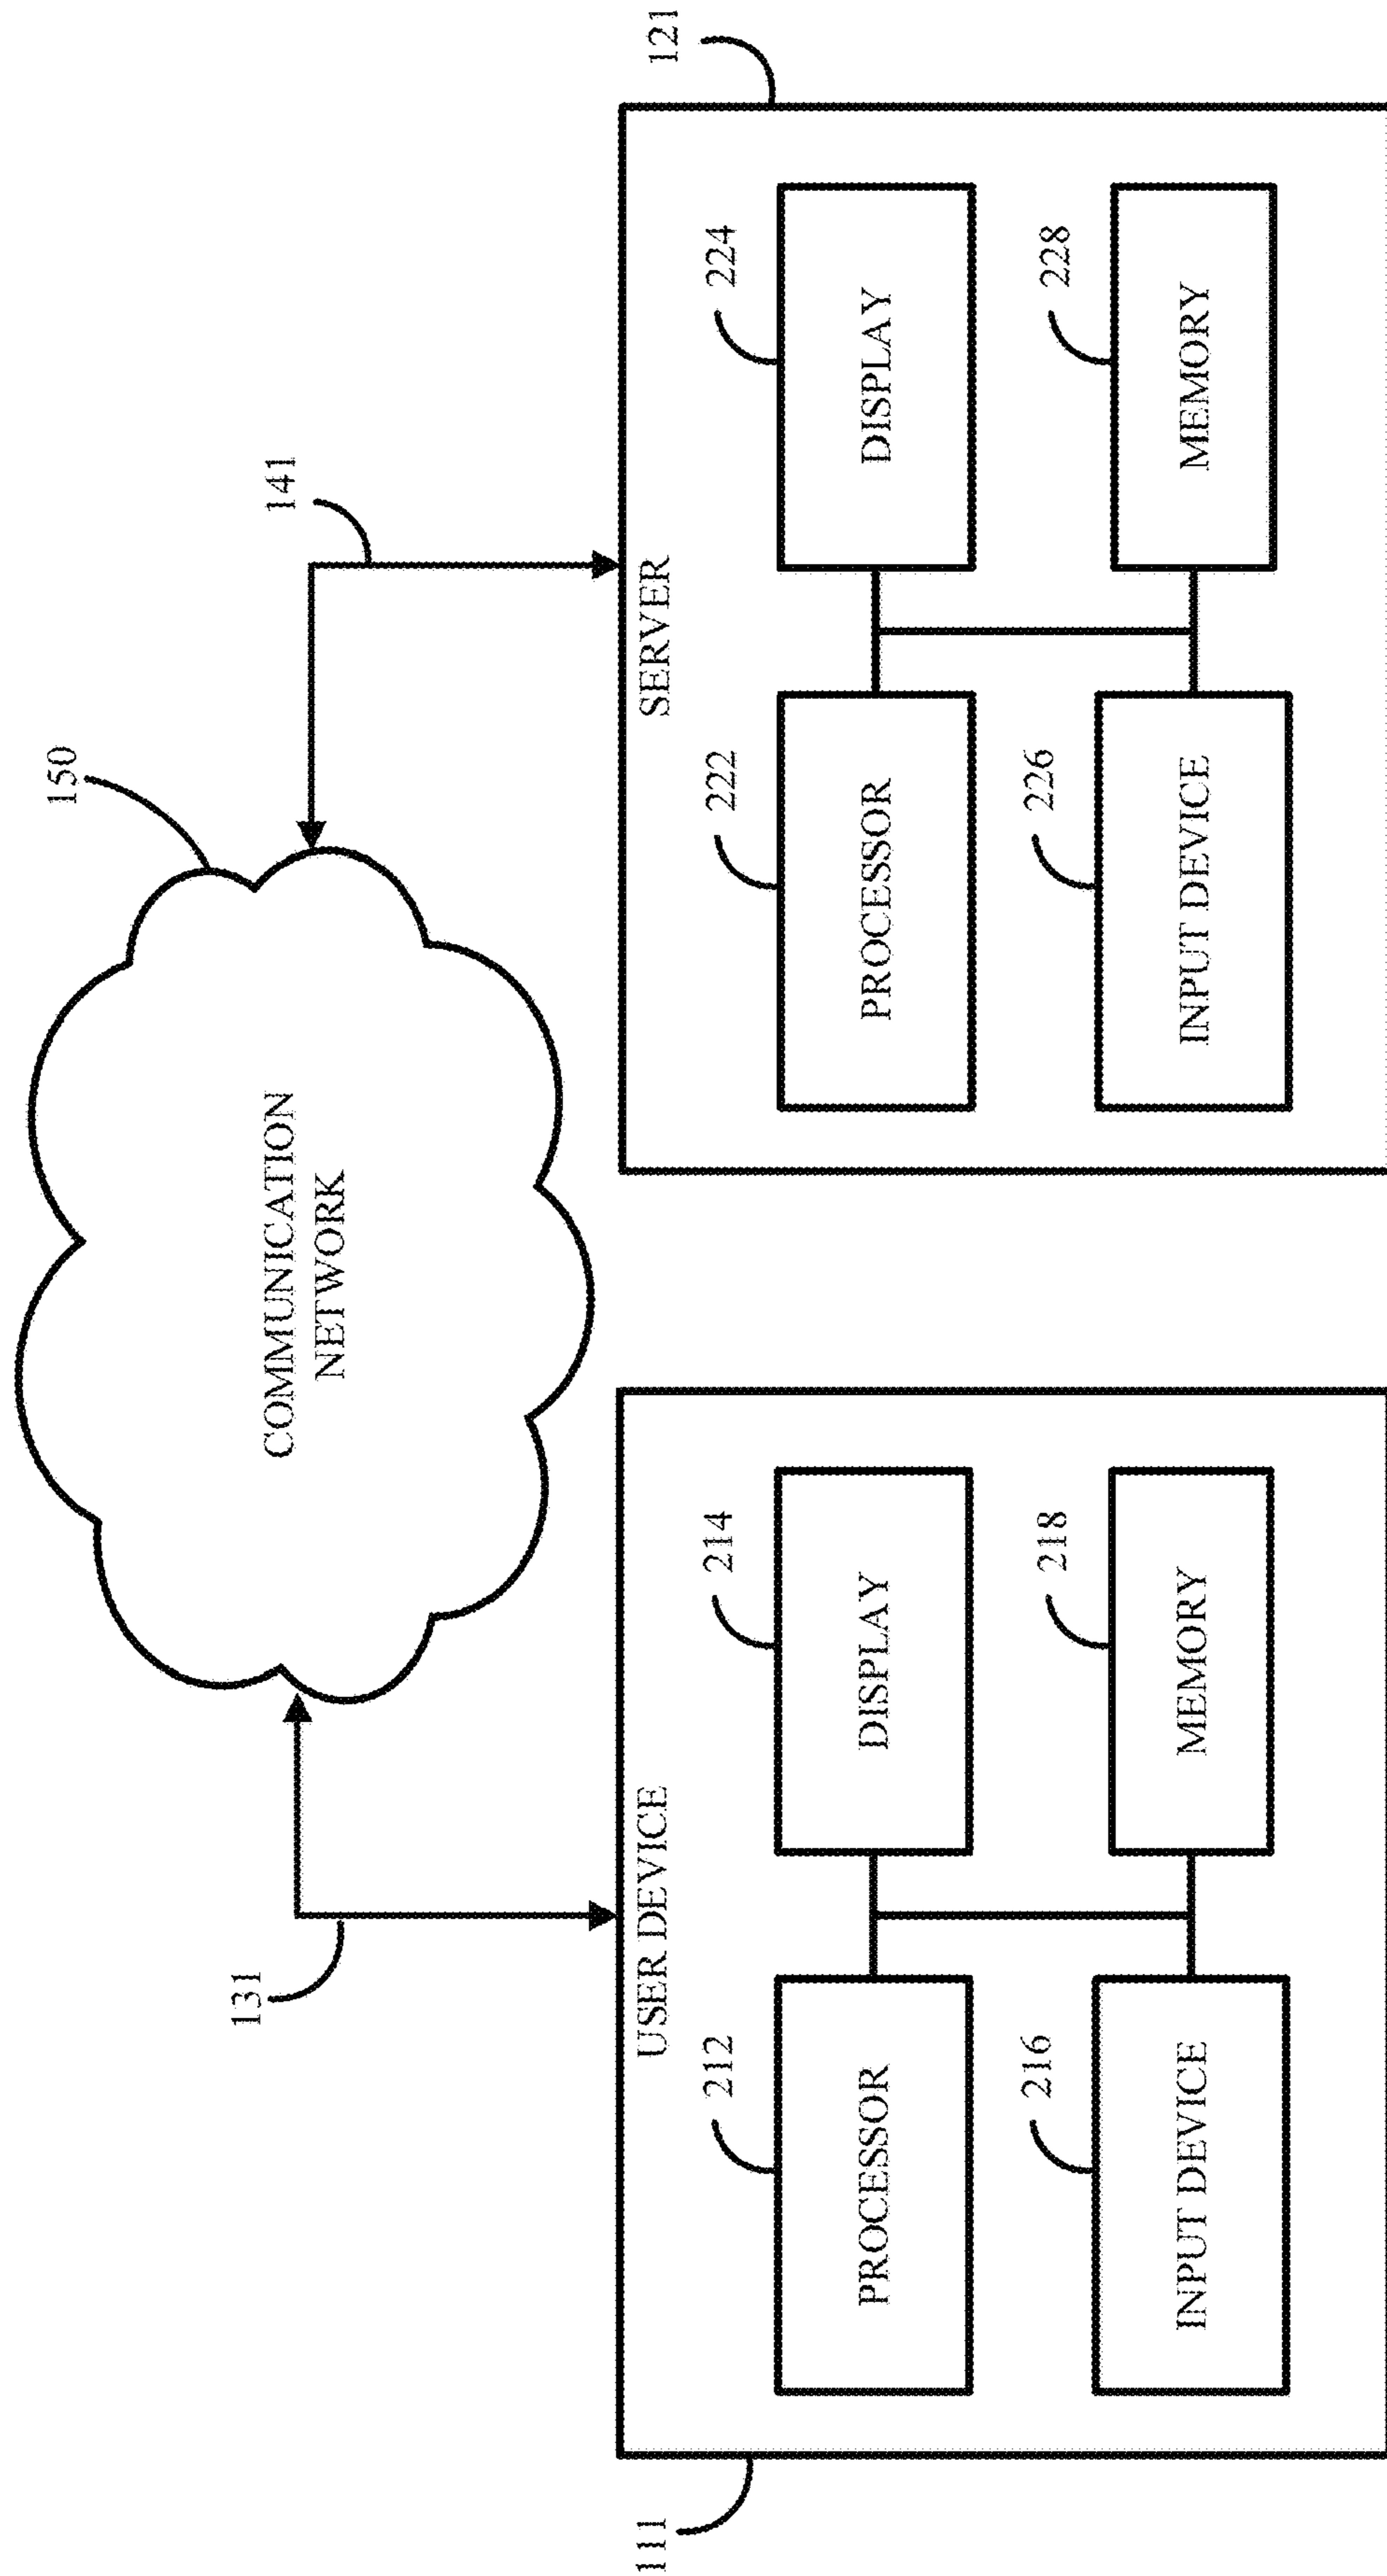 150
COMMUNICATION
NETWORK
131
141
111
USER DEVICE
212
PROCESSOR
214
DISPLAY
216
INPUT DEVICE
218
MEMORY
121
SERVER
222
PROCESSOR
224
DISPLAY
226
INPUT DEVICE
228
MEMORY